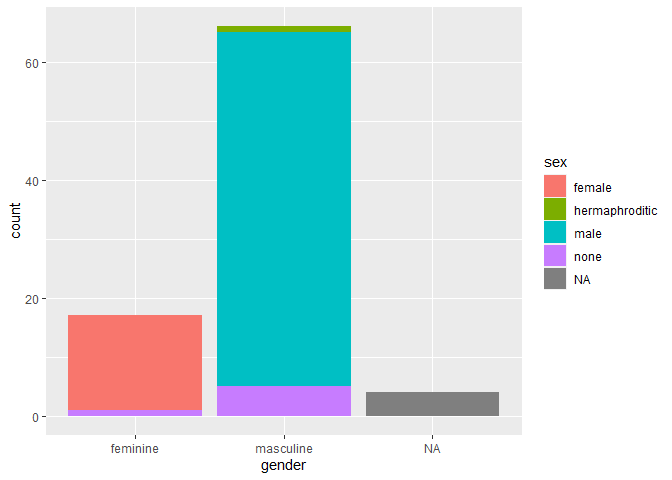 60
40
20
0
count
feminine
masculine
NA
gender
sex
female
hermaphroditic
male
none
NA